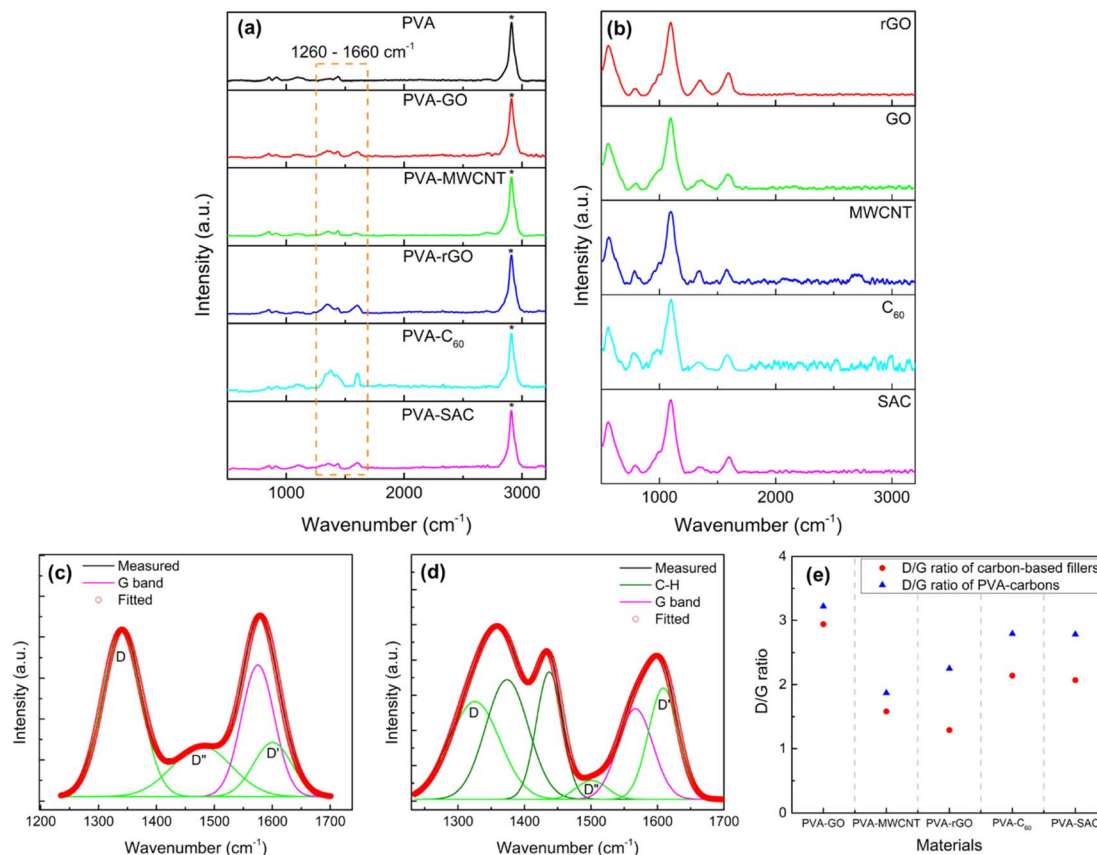 (a)
PVA
*
1260 - 1660 cm⁻¹
PVA-GO
*
PVA-MWCNT
*
PVA-rGO
*
PVA-C₆₀
*
PVA-SAC
*
Intensity (a.u.)
1000 2000 3000
Wavenumber (cm⁻¹)
(b)
rGO
GO
MWCNT
C₆₀
SAC
Intensity (a.u.)
1000 2000 3000
Wavenumber (cm⁻¹)
(c)
Measured
G band
Fitted
D
D"
D'
Intensity (a.u.)
1200 1300 1400 1500 1600 1700
Wavenumber (cm⁻¹)
(d)
Measured
C-H
G band
Fitted
D
D"
D'
Intensity (a.u.)
1300 1400 1500 1600 1700
Wavenumber (cm⁻¹)
(e)
D/G ratio of carbon-based fillers
D/G ratio of PVA-carbons
D/G ratio
4
3
2
1
0
PVA-GO PVA-MWCNT PVA-rGO PVA-C₆₀ PVA-SAC
Materials